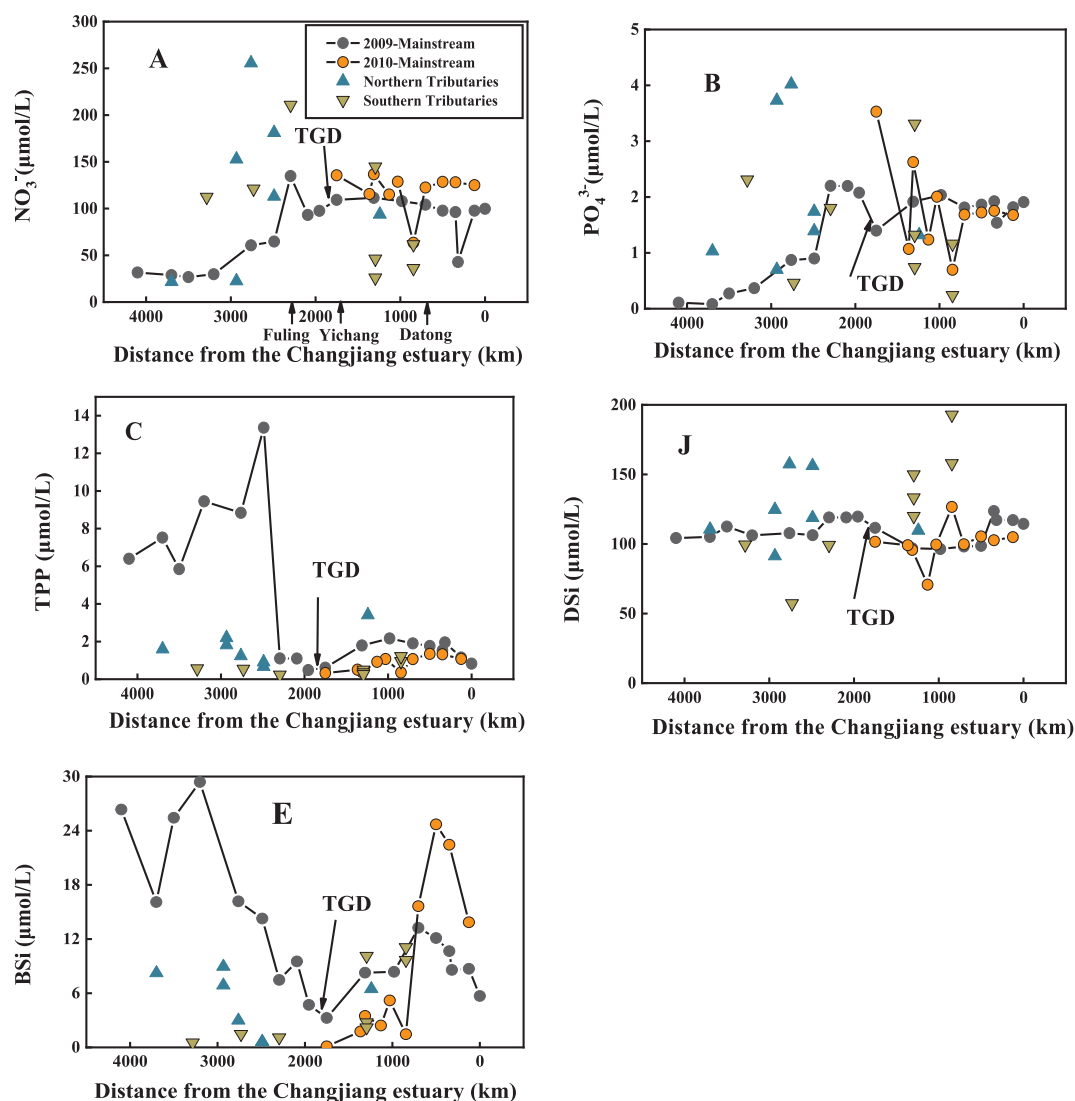 A
300
250
200
150
100
50
0
NO₃⁻(μmol/L)
2009-Mainstream
2010-Mainstream
Northern Tributaries
Southern Tributaries
TGD
4000 3000 2000 1000 0
Fuling Yichang Datong
Distance from the Changjiang estuary (km)
B
5
4
3
2
1
0
PO₄³⁻(μmol/L)
TGD
4000 3000 2000 1000 0
Distance from the Changjiang estuary (km)
C
14
12
10
8
6
4
2
0
TPP (μmol/L)
TGD
4000 3000 2000 1000 0
Distance from the Changjiang estuary (km)
J
200
150
100
50
0
DSi (μmol/L)
TGD
4000 3000 2000 1000 0
Distance from the Changjiang estuary (km)
E
30
24
18
12
6
0
BSi (μmol/L)
TGD
4000 3000 2000 1000 0
Distance from the Changjiang estuary (km)